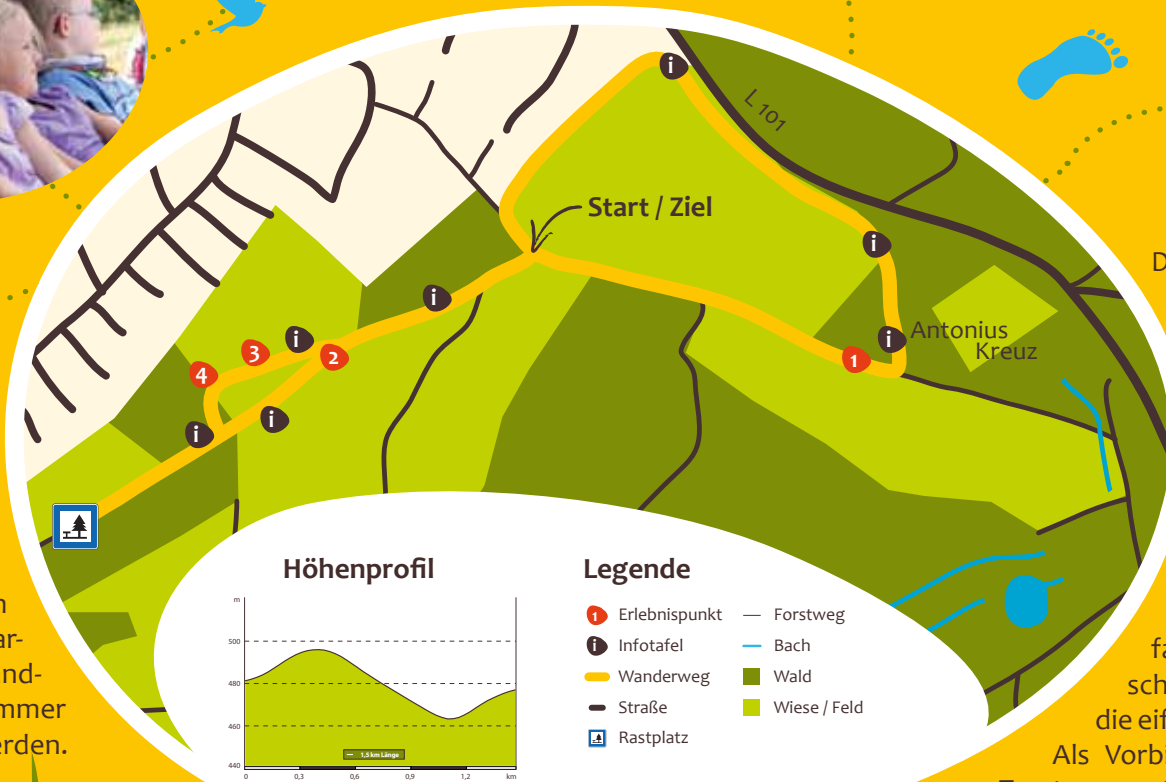 L 101
Start / Ziel
D
i
i
i
i
i
i
i
Antonius
Kreuz
1
2
3
4
n
ar-
nd-
mmer
erden.
Höhenprofil
m
500
480
460
440
1,5 km Länge
0
0,3
0,6
0,9
1,2
km
Legende
1 Erlebnispunkt
i Infotafel
Wanderweg
Straße
Rastplatz
Forstweg
Bach
Wald
Wiese / Feld
fa
sch
die eif
Als Vorbi